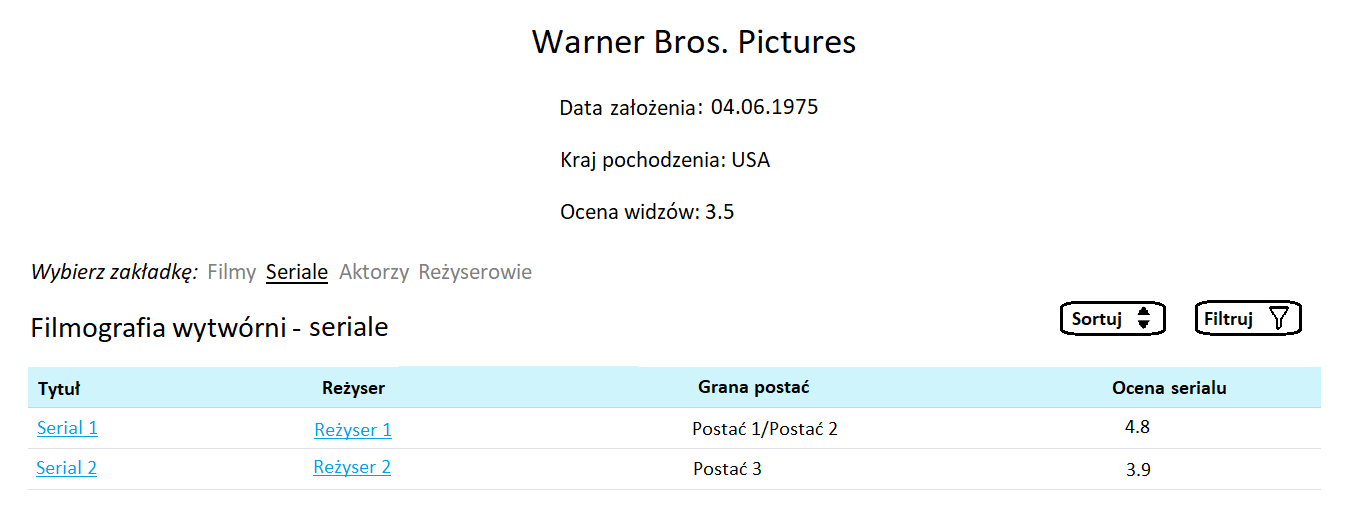 Warner Bros. Pictures
Data założenia: 04.06.1975
Kraj pochodzenia: USA
Ocena widzów: 3.5
Wybierz zakładkę: Filmy Seriale Aktorzy Reżyserowie
Filmografia wytwórni - seriale
Sortuj Filtruj
Tytuł Reżyser Grana postać Ocena serialu
Serial 1 Reżyser 1 Postać 1/Postać 2 4.8
Serial 2 Reżyser 2 Postać 3 3.9